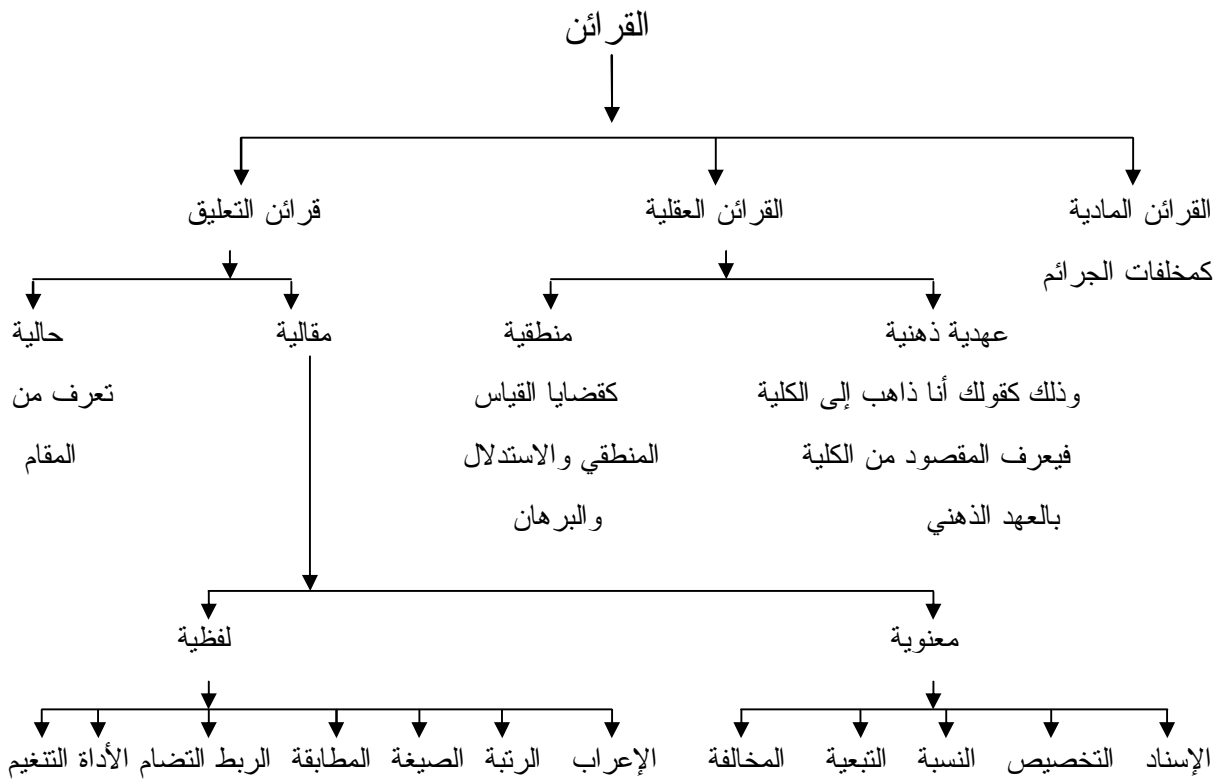 القرائن
القرائن المادية القرائن العقلية قرائن التعليق
كمخلفات الجرائم
عهدية ذهنية منطقية مقالية حالية
وذلك كقولك أنا ذاهب إلى الكلية كقضايا القياس تعرف من
فيعرف المقصود من الكلية المنطقي والاستدلال المقام
بالعهد الذهني والبرهان
معنوية لفظية
الإسناد التخصيص النسبة التبعية المخالفة الإعراب الرتبة الصيغة المطابقة الربط التضام الأداة التنغيم